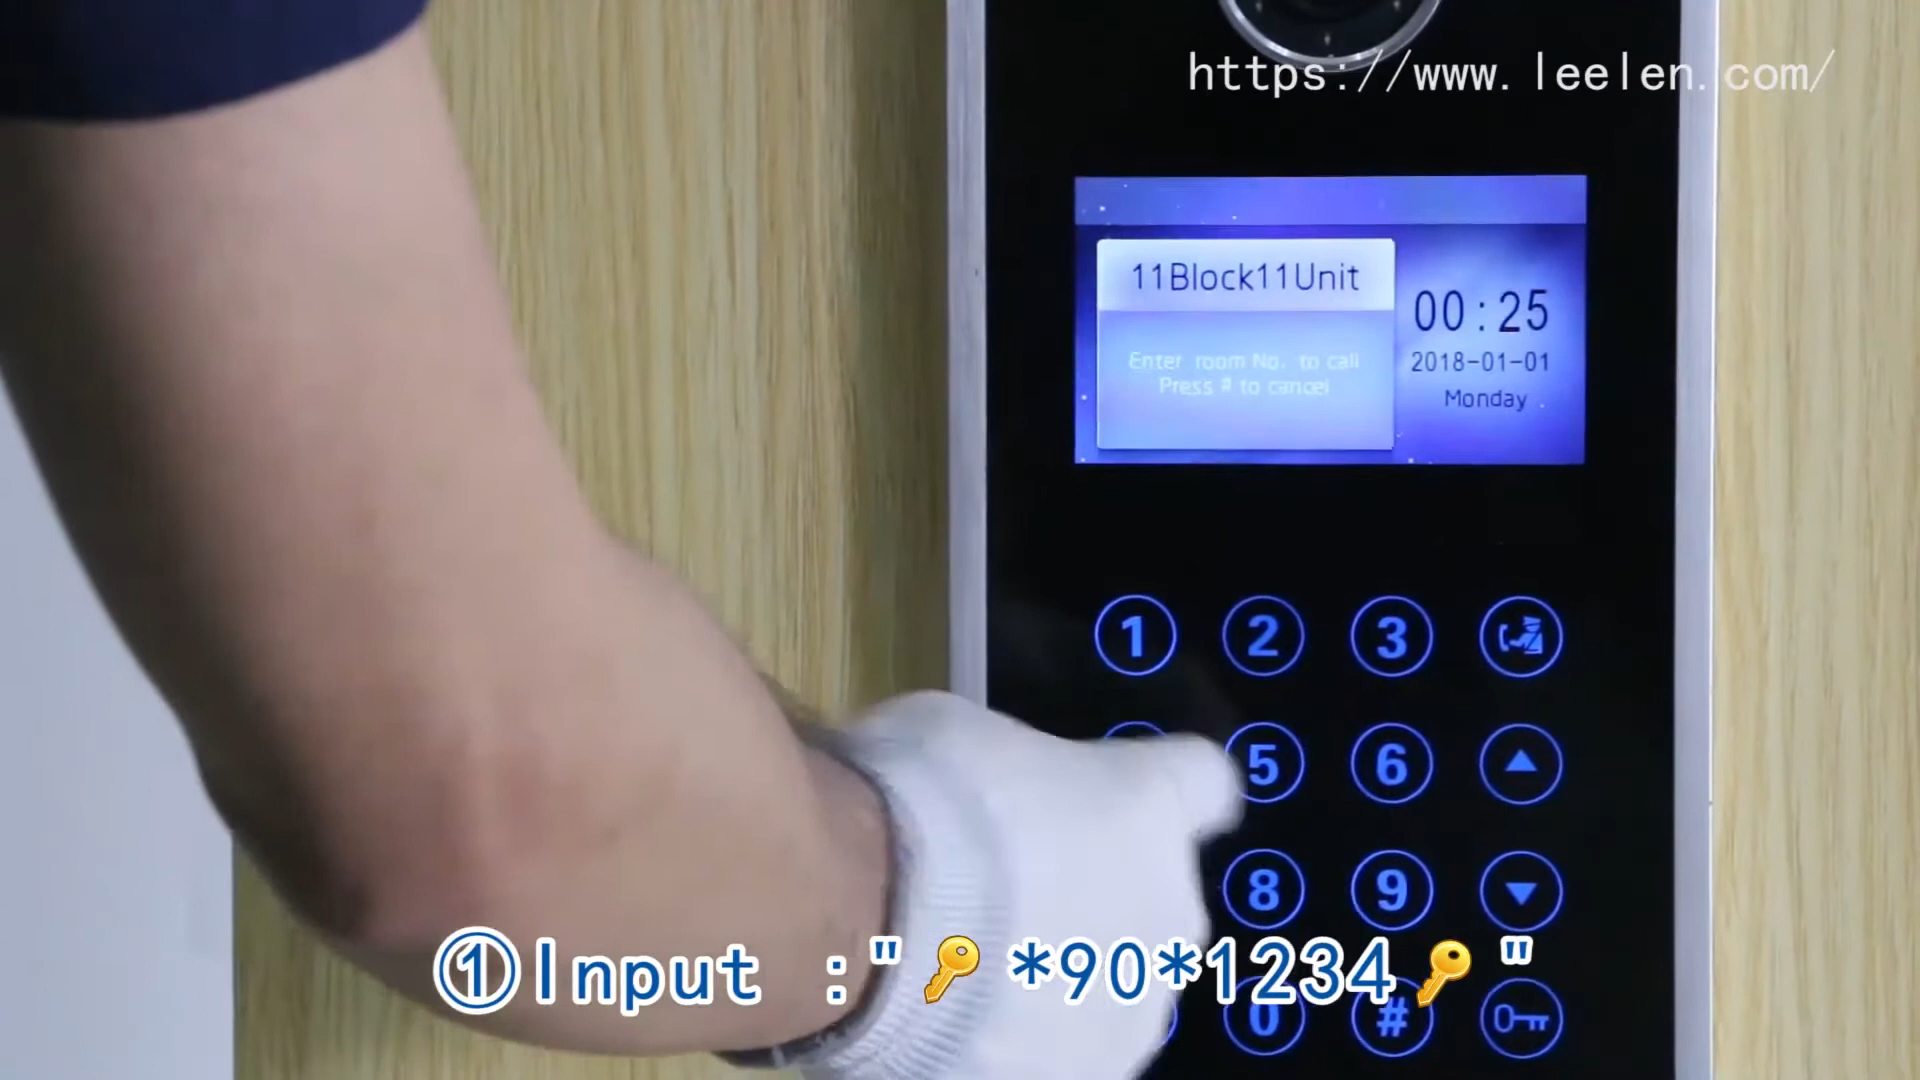 https://www.leelen.com/
11Block11Unit
00:25
Enter room No. to call
2018-01-01
Press # to cancel
Monday
1 2 3
5 6
8 9
①Input :"🔑*90*1234🔑"
0 #